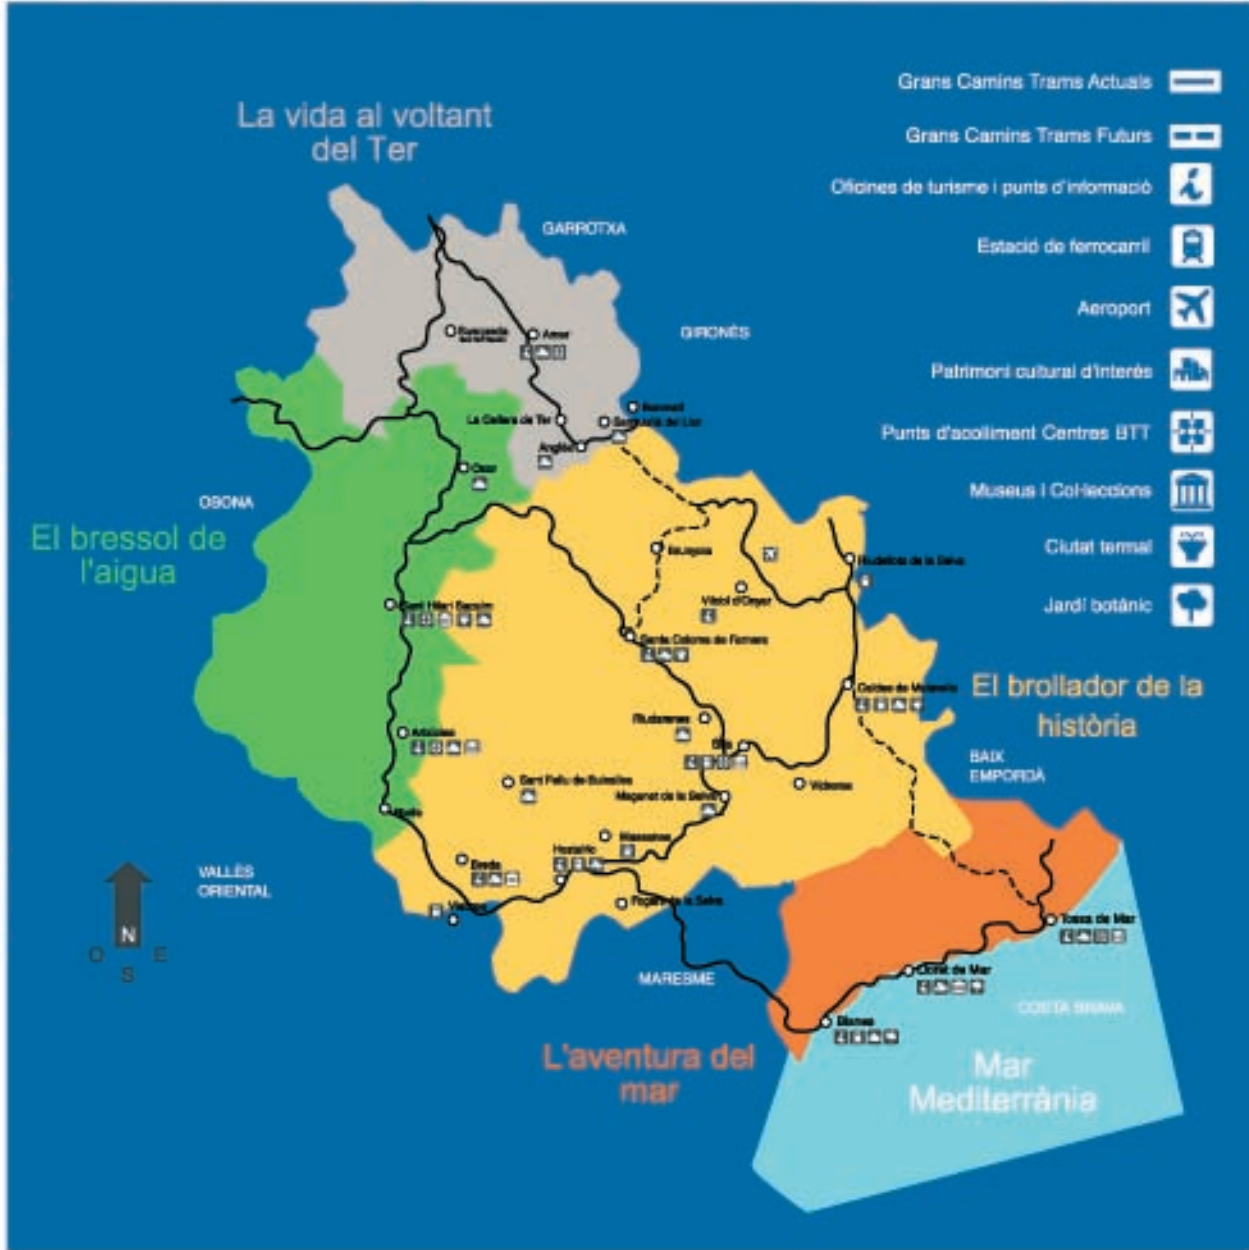 Grans Camins Trams Actuals
La vida al voltant
del Ter
Grans Camins Trams Futurs
Oficines de turisme i punts d'informació
GARROTXA
Estació de ferrocarril
Aeroport
GIRONÈS
Amer
Patrimoni cultural d'interès
La Cellera de Ter
Anglès
Punts d'acolliment Centres BTT
Osor
OSONA
Museus i Col·leccions
El bressol de
l'aigua
Ciutat termal
Brunyola
Riudellots de la Selva
Vilobí d'Onyar
Jardí botànic
Sant Hilari Sacalm
Santa Coloma de Farners
Caldes de Malavella
El brollador de la
història
Riudarenes
Arbúcies
Sils
BAIX
EMPORDÀ
Sant Feliu de Buixalleu
Vidreres
Maçanet de la Selva
Massanes
Hostalric
Breda
VALLÈS
ORIENTAL
Fogars de la Selva
Tossa de Mar
N
O E
S
MARESME
Lloret de Mar
COSTA BRAVA
Blanes
L'aventura del
mar
Mar
Mediterrània